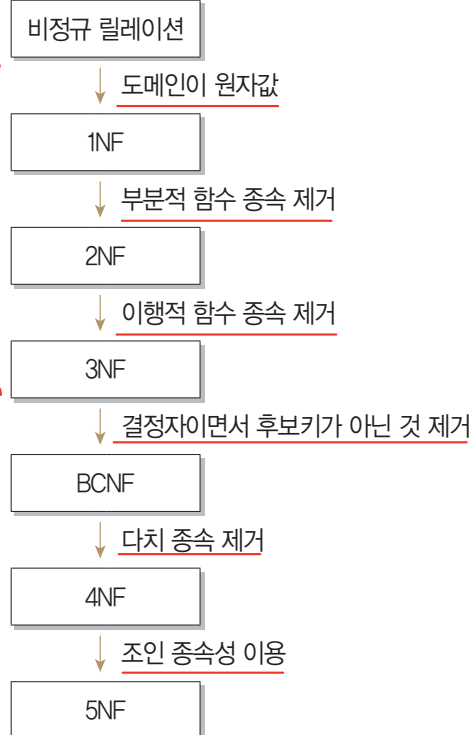 비정규 릴레이션
도메인이 원자값
1NF
부분적 함수 종속 제거
2NF
이행적 함수 종속 제거
3NF
결정자이면서 후보키가 아닌 것 제거
BCNF
다치 종속 제거
4NF
조인 종속성 이용
5NF